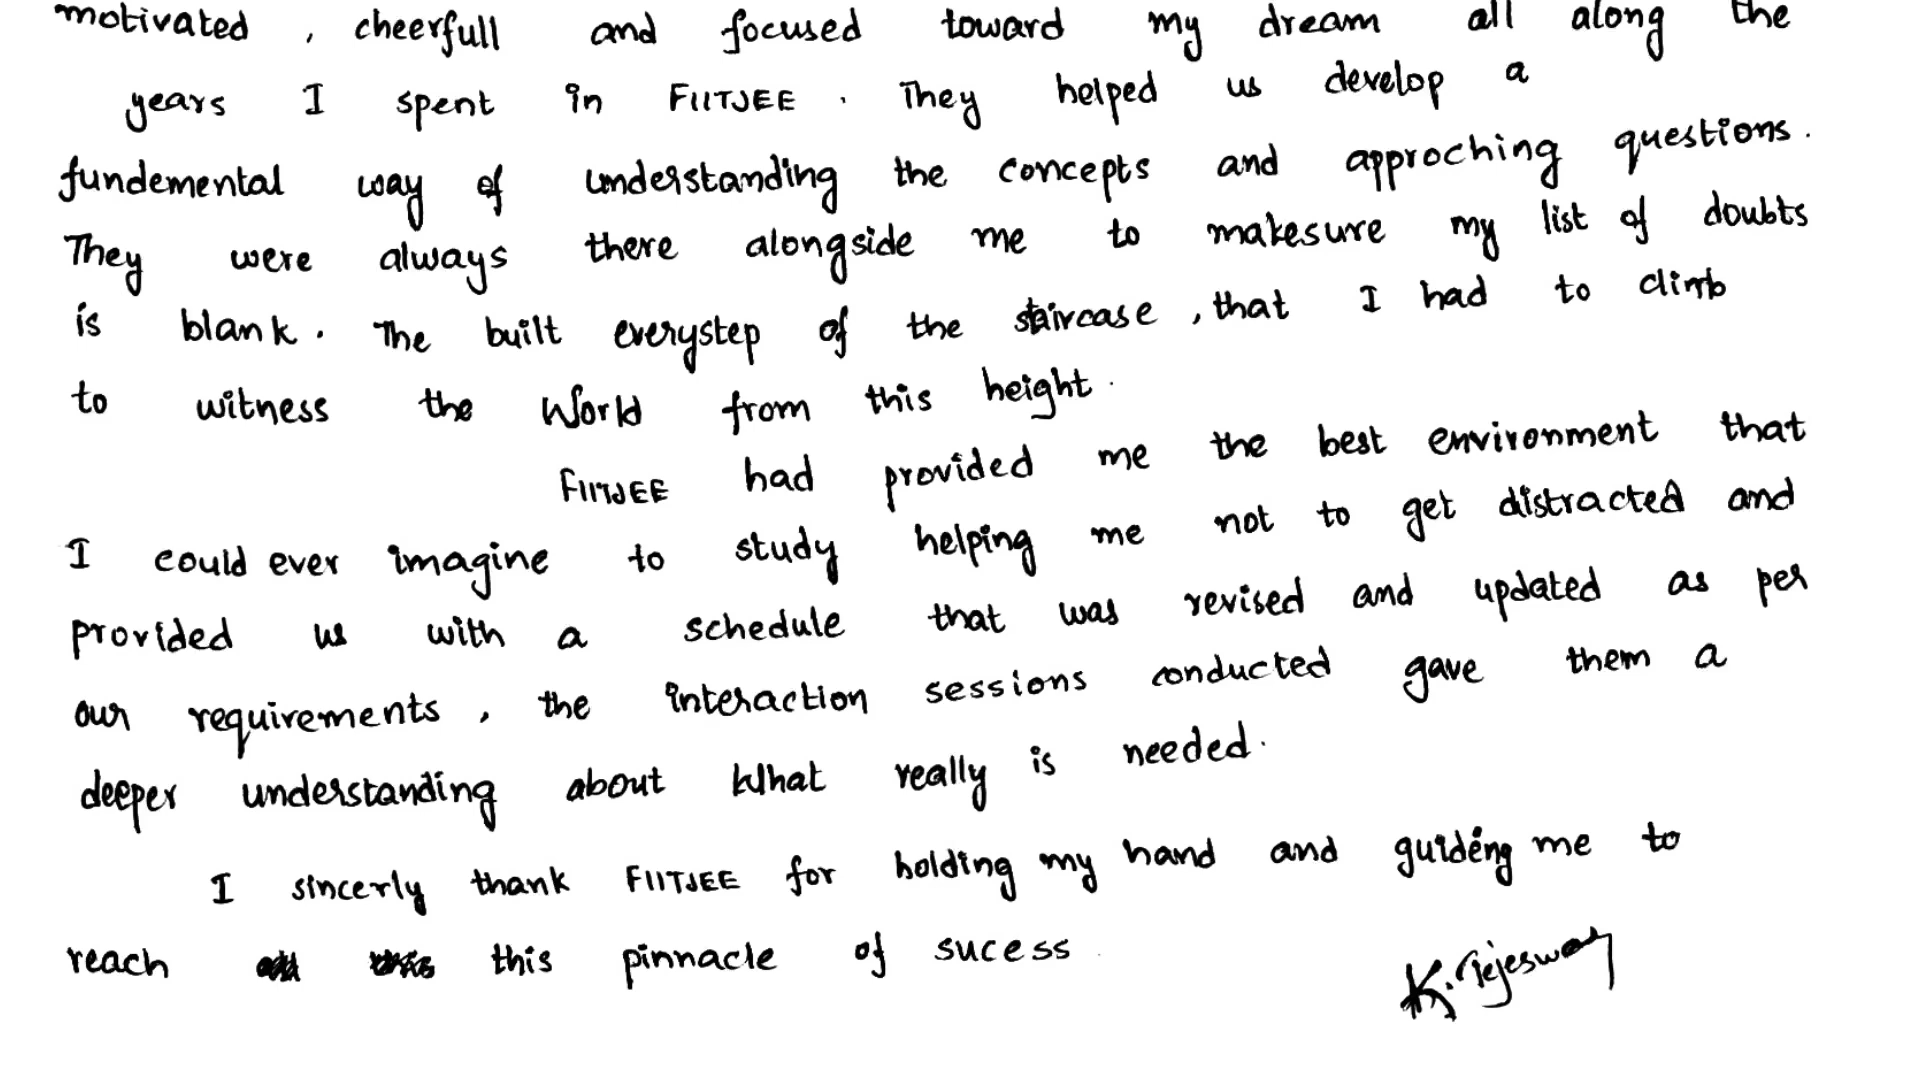 motivated , cheerfull and focused toward my dream all along the
years I spent in FIITJEE . They helped us develop a
fundemental way of understanding the concepts and approching questions.
They were always there alongside me to makesure my list of doubts
is blank. The built everystep of the staircase , that I had to climb
to witness the World from this height.
FIITJEE had provided me the best environment that
I could ever imagine to study helping me not to get distracted and
provided us with a schedule that was revised and updated as per
our requirements , the interaction sessions conducted gave them a
deeper understanding about What really is needed.
I sincerly thank FIITJEE for holding my hand and guiding me to
reach this pinnacle of sucess
K. Tejeswar